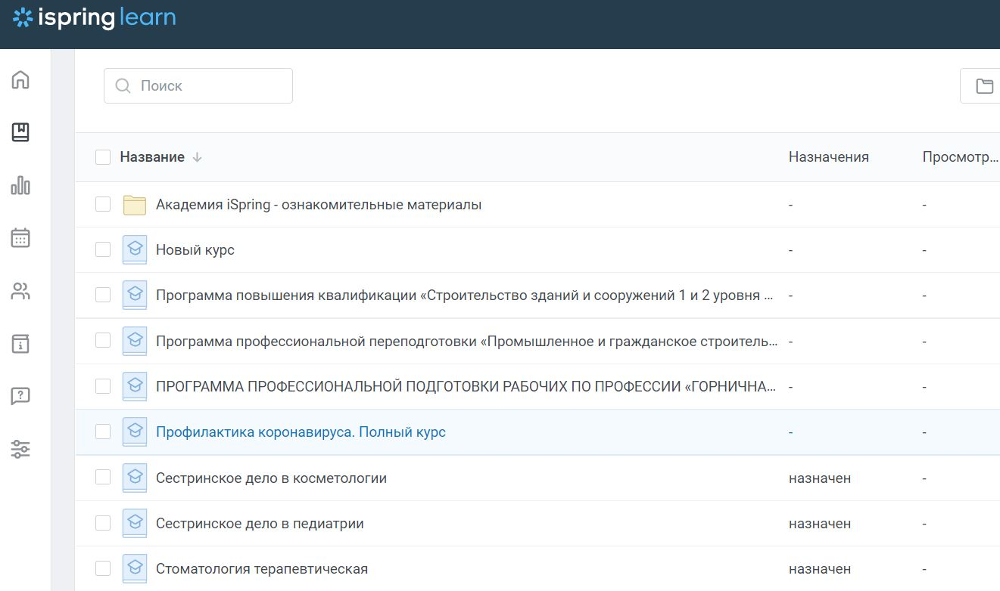 ispring learn
Поиск
Название Назначения Просмотр...
Академия iSpring - ознакомительные материалы - -
Новый курс - -
Программа повышения квалификации «Строительство зданий и сооружений 1 и 2 уровня ... - -
Программа профессиональной переподготовки «Промышленное и гражданское строитель... - -
ПРОГРАММА ПРОФЕССИОНАЛЬНОЙ ПОДГОТОВКИ РАБОЧИХ ПО ПРОФЕССИИ «ГОРНИЧНА... - -
Профилактика коронавируса. Полный курс - -
Сестринское дело в косметологии назначен -
Сестринское дело в педиатрии назначен -
Стоматология терапевтическая назначен -